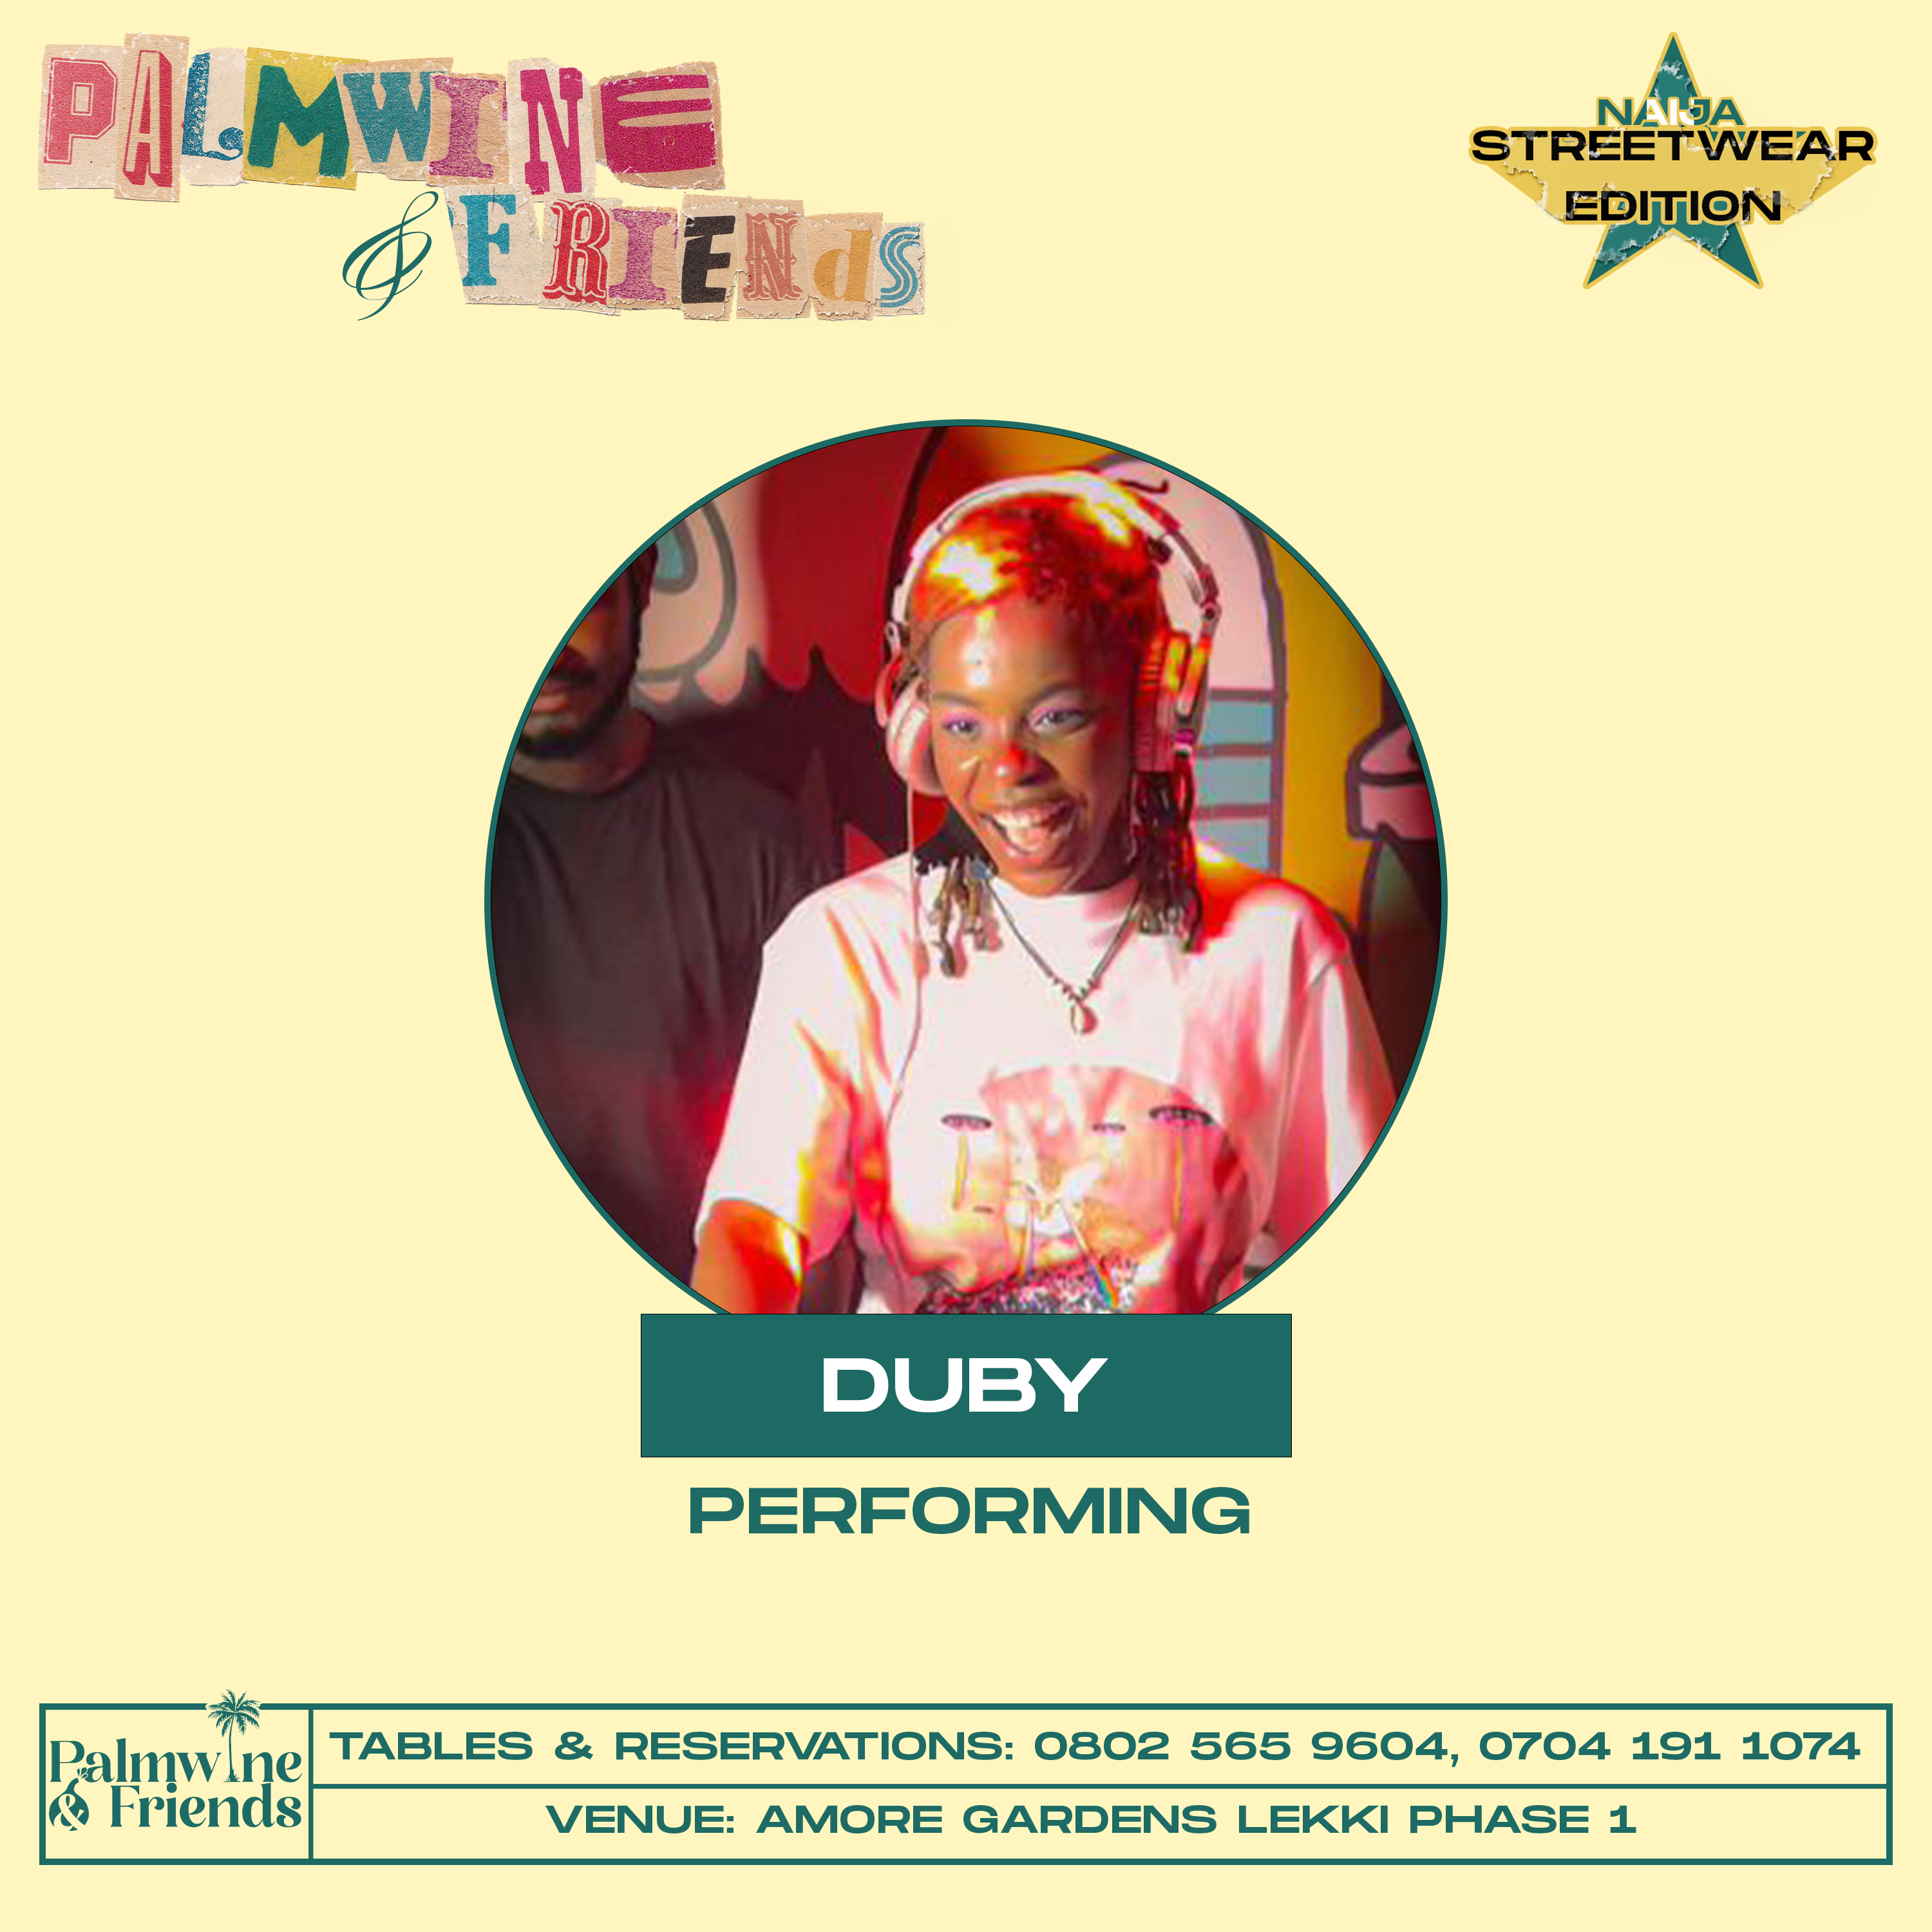 PALMWINE
& FRIENdS
NAIJA
STREETWEAR
EDITION
DUBY
PERFORMING
Palmwine
& Friends
TABLES & RESERVATIONS: 0802 565 9604, 0704 191 1074
VENUE: AMORE GARDENS LEKKI PHASE 1